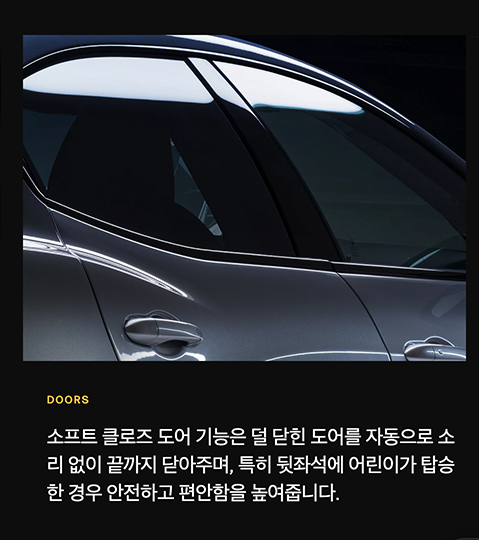 DOORS
소프트 클로즈 도어 기능은 덜 닫힌 도어를 자동으로 소
리 없이 끝까지 닫아주며, 특히 뒷좌석에 어린이가 탑승
한 경우 안전하고 편안함을 높여줍니다.